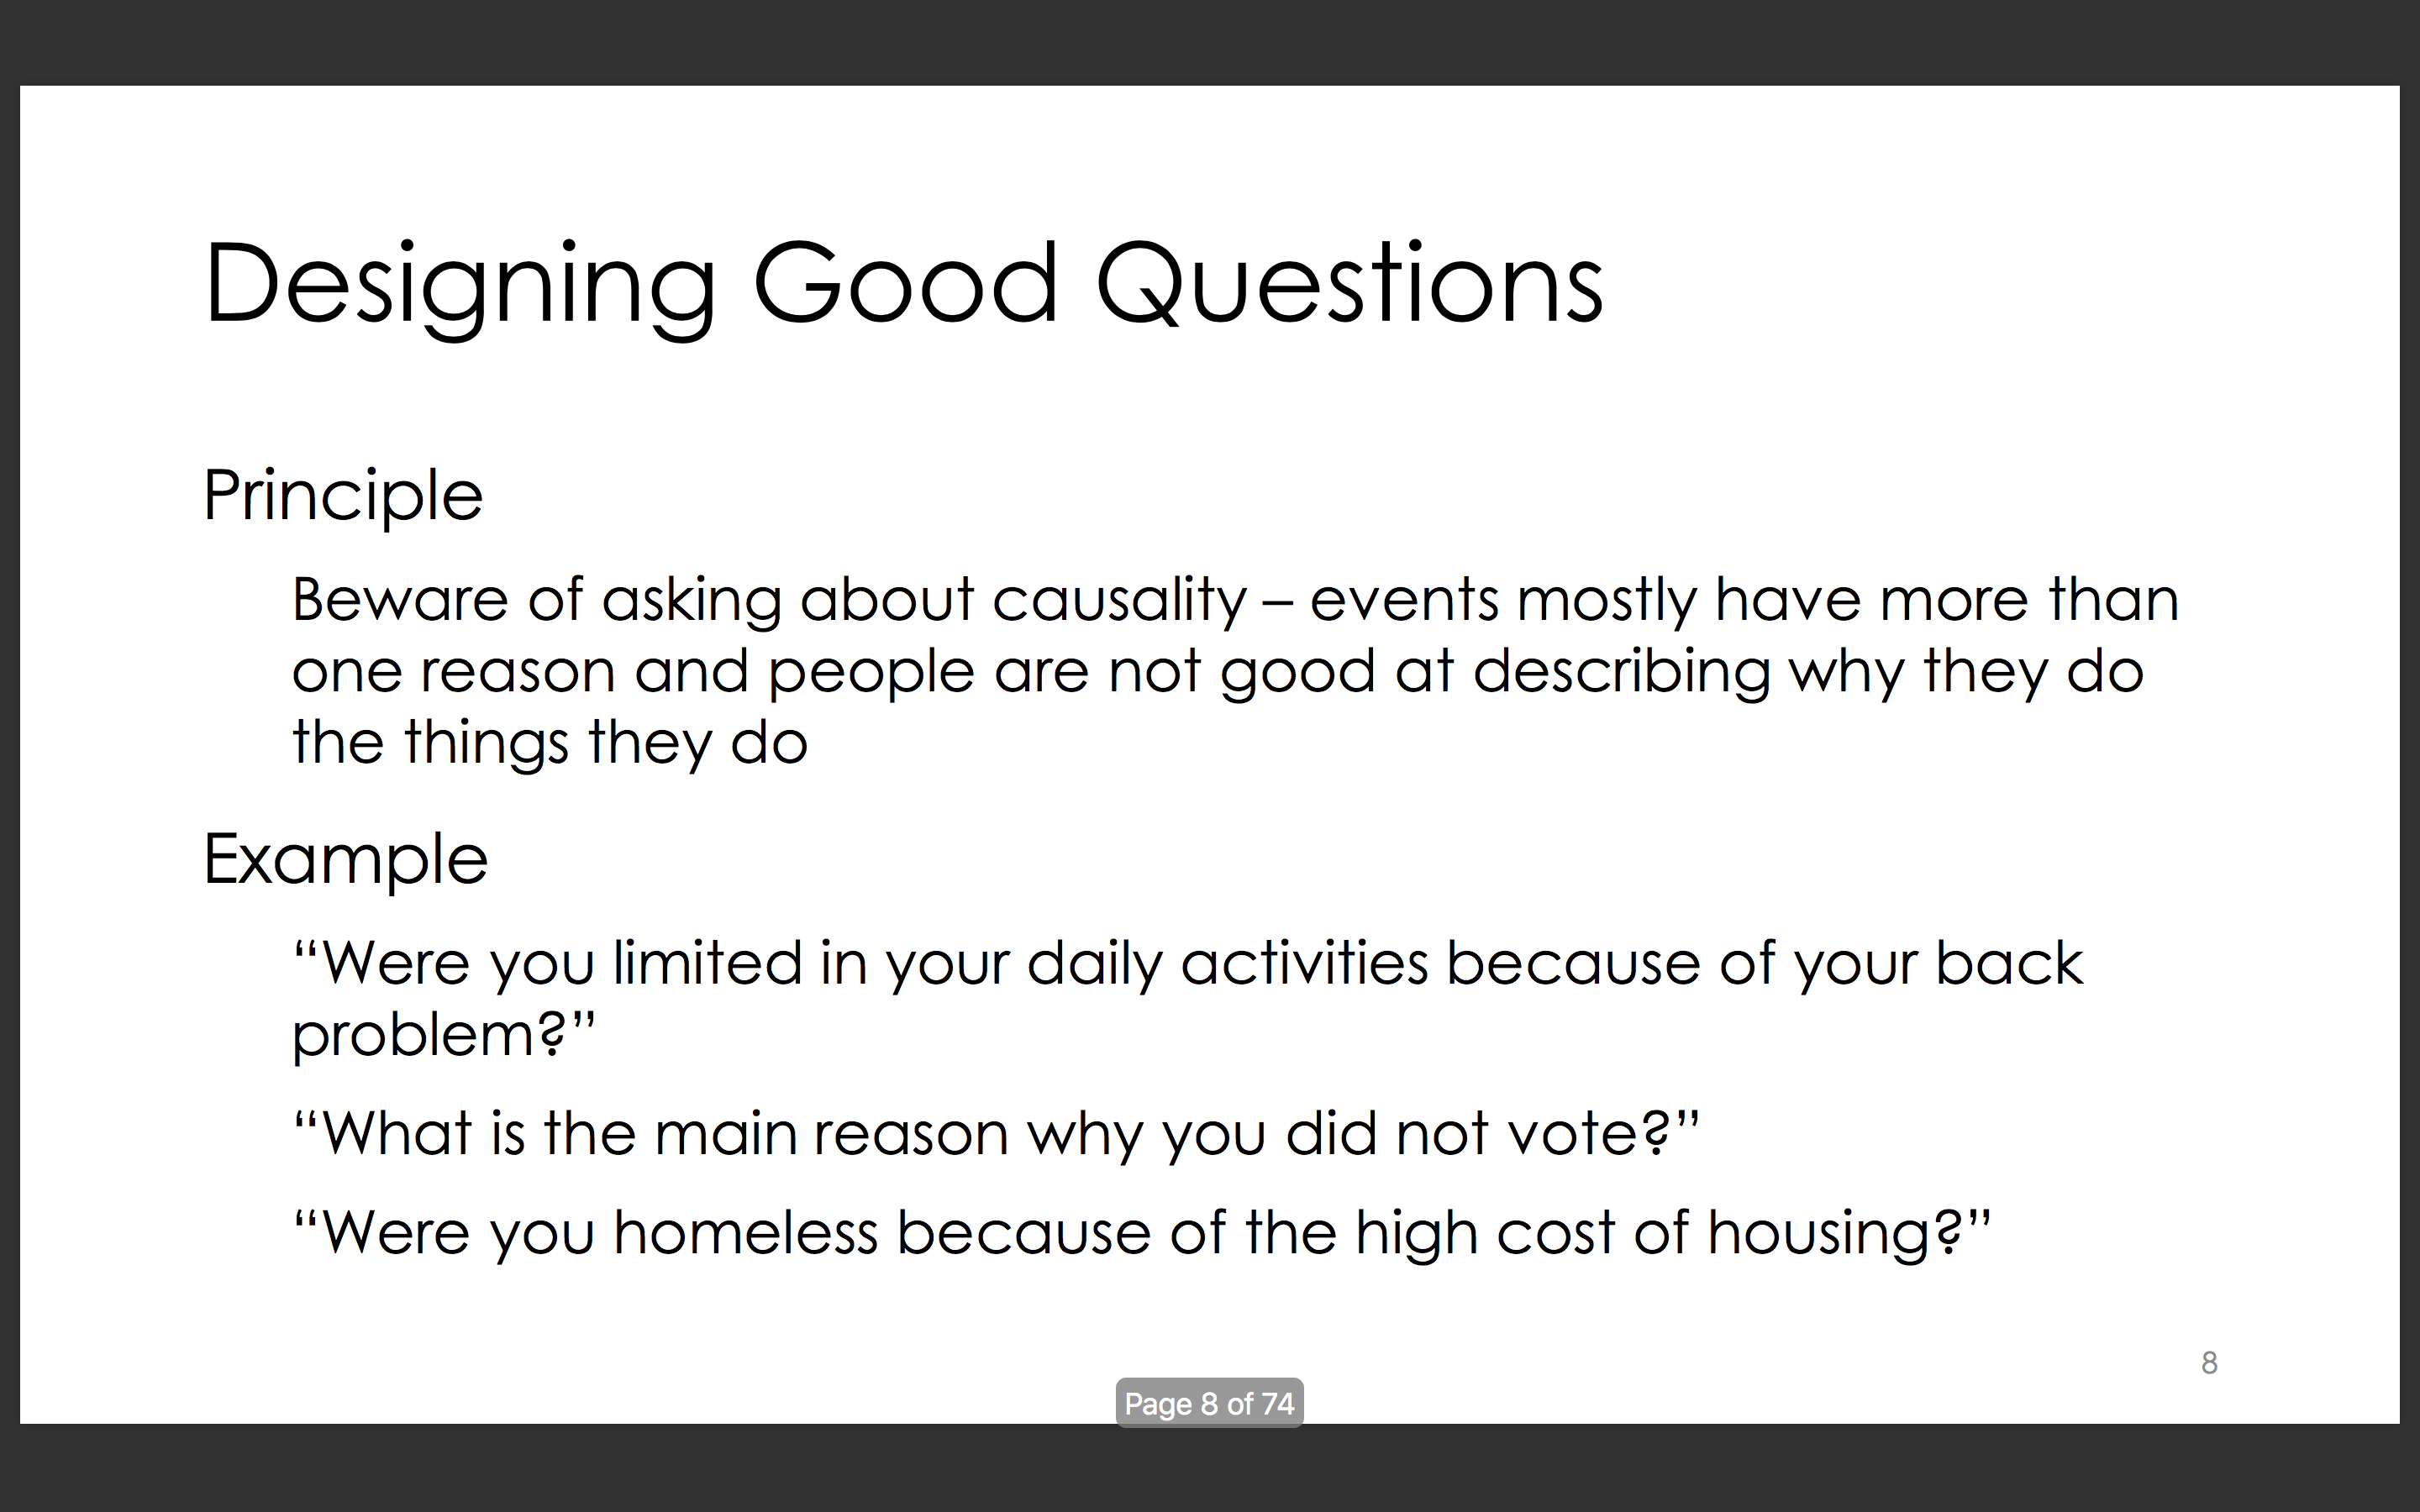 Designing Good Questions
Principle
Beware of asking about causality – events mostly have more than
one reason and people are not good at describing why they do
the things they do
Example
“Were you limited in your daily activities because of your back
problem?”
“What is the main reason why you did not vote?”
“Were you homeless because of the high cost of housing?”
8
Page 8 of 74